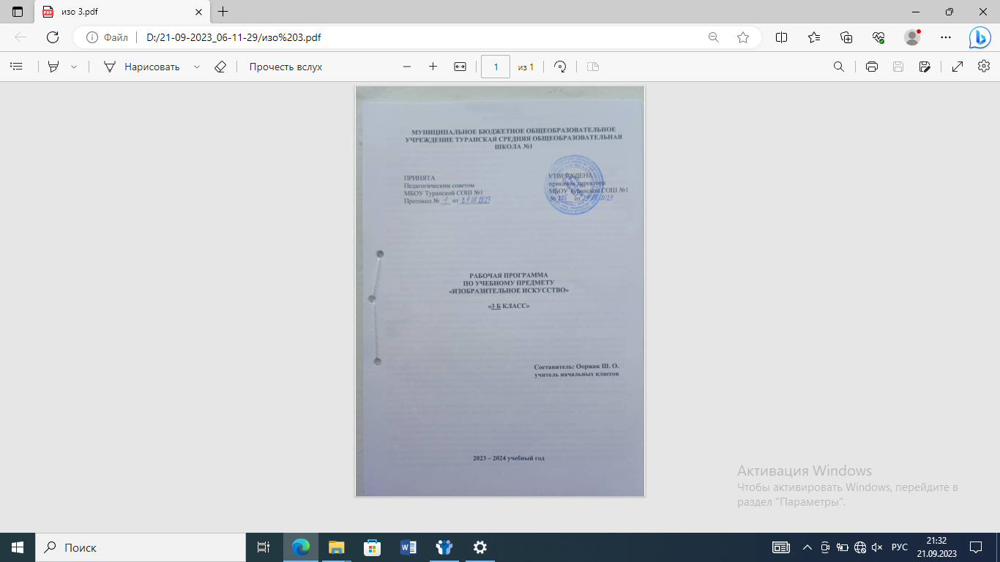 изо 3.pdf
Файл
D:/21-09-2023_06-11-29/изо%203.pdf
Нарисовать
Прочесть вслух
1
из 1
МУНИЦИПАЛЬНОЕ БЮДЖЕТНОЕ ОБЩЕОБРАЗОВАТЕЛЬНОЕ
УЧРЕЖДЕНИЕ ТУРАНСКАЯ СРЕДНЯЯ ОБЩЕОБРАЗОВАТЕЛЬНАЯ
ШКОЛА №1
ПРИНЯТА
Педагогическим советом
МБОУ Туранской СОШ №1
Протокол № 1 от 29.08.2023
УТВЕРЖДЕНА
приказом директора
МБОУ Туранской СОШ №1
№ от
РАБОЧАЯ ПРОГРАММА
ПО УЧЕБНОМУ ПРЕДМЕТУ
«ИЗОБРАЗИТЕЛЬНОЕ ИСКУССТВО»
«3 Б КЛАСС»
Составитель: Ооржак Ш. О.
учитель начальных классов
2023 – 2024 учебный год
Активация Windows
Чтобы активировать Windows, перейдите в
раздел "Параметры".
Поиск
РУС
21:32
21.09.2023